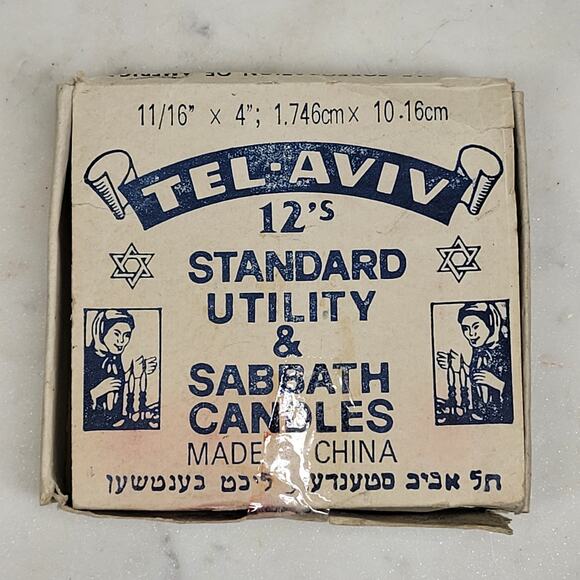 11/16" x 4"; 1.746cm x 10.16cm
TEL-AVIV
12's
STANDARD
UTILITY
&
SABBATH
CANDLES
MADE CHINA
תל אביב ליכט בענטשען